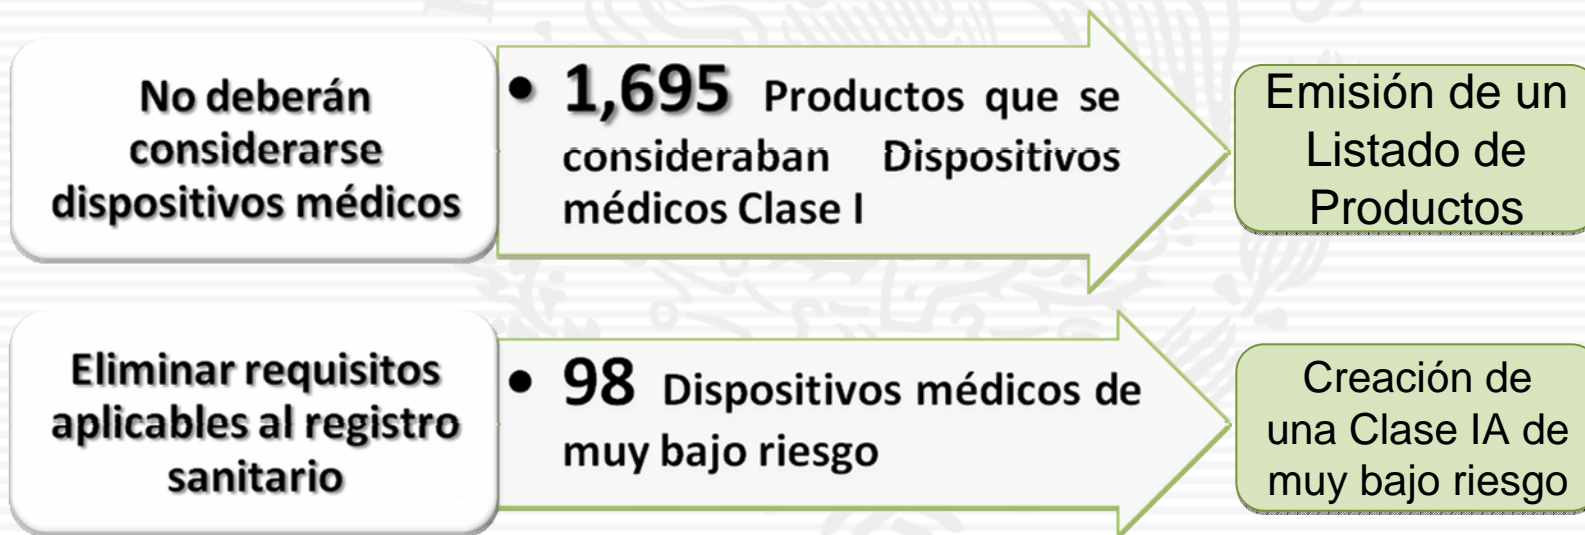 No deberán
considerarse
dispositivos médicos
• 1,695 Productos que se
consideraban Dispositivos
médicos Clase I
Emisión de un
Listado de
Productos
Eliminar requisitos
aplicables al registro
sanitario
• 98 Dispositivos médicos de
muy bajo riesgo
Creación de
una Clase IA de
muy bajo riesgo